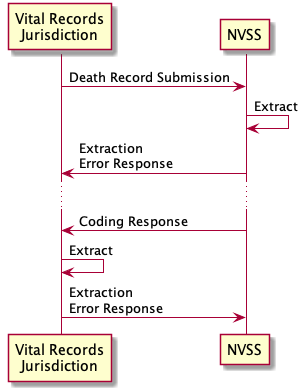 Vital Records
Jurisdiction
NVSS
Death Record Submission
Extract
Extraction
Error Response
Coding Response
Extract
Extraction
Error Response
Vital Records
Jurisdiction
NVSS